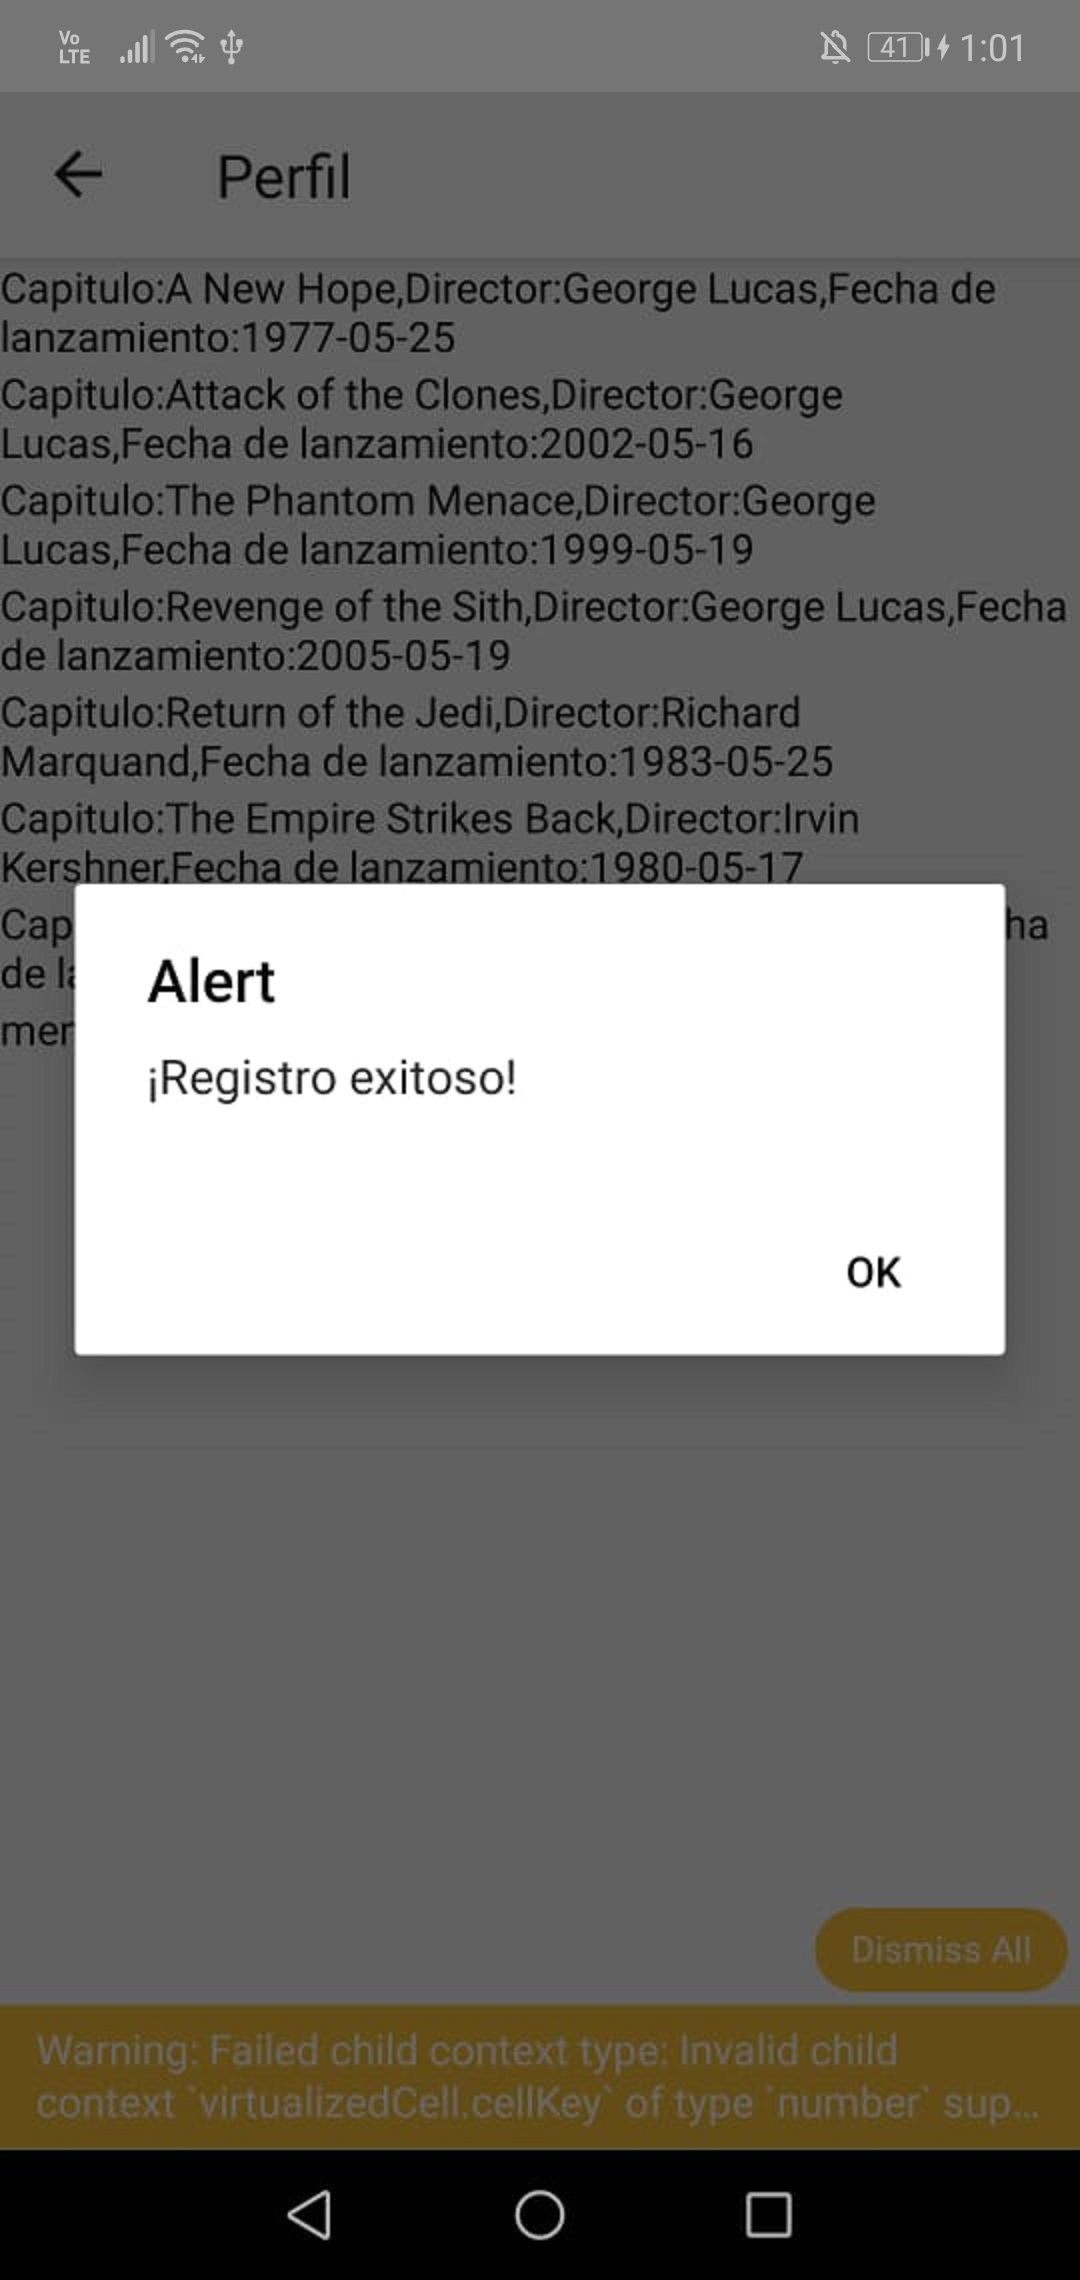 Vo
LTE
41
1:01
Perfil
Capitulo:A New Hope,Director:George Lucas,Fecha de
lanzamiento:1977-05-25
Capitulo:Attack of the Clones,Director:George
Lucas,Fecha de lanzamiento:2002-05-16
Capitulo:The Phantom Menace,Director:George
Lucas,Fecha de lanzamiento:1999-05-19
Capitulo:Revenge of the Sith,Director:George Lucas,Fecha
de lanzamiento:2005-05-19
Capitulo:Return of the Jedi,Director:Richard
Marquand,Fecha de lanzamiento:1983-05-25
Capitulo:The Empire Strikes Back,Director:Irvin
Kershner,Fecha de lanzamiento:1980-05-17
Cap ha
de la
mer
Alert
¡Registro exitoso!
OK
Dismiss All
Warning: Failed child context type: Invalid child
context `virtualizedCell.cellKey` of type `number` sup...